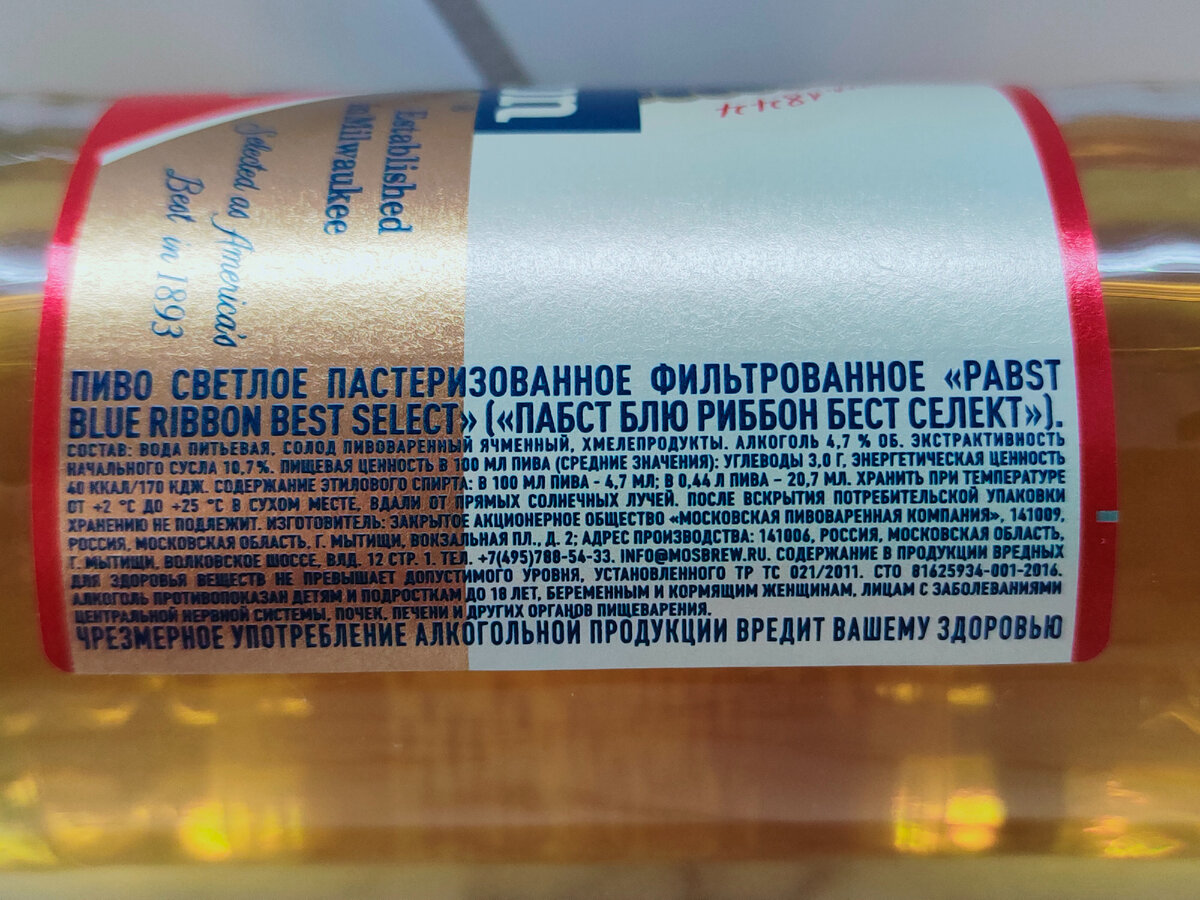 Established
in Milwaukee
Selected as America's
Best in 1893
on
1844
ПИВО СВЕТЛОЕ ПАСТЕРИЗОВАННОЕ ФИЛЬТРОВАННОЕ «PABST
BLUE RIBBON BEST SELECT» («ПАБСТ БЛЮ РИББОН БЕСТ СЕЛЕКТ»).
СОСТАВ: ВОДА ПИТЬЕВАЯ, СОЛОД ПИВОВАРЕННЫЙ ЯЧМЕННЫЙ, ХМЕЛЕПРОДУКТЫ. АЛКОГОЛЬ 4,7 % ОБ. ЭКСТРАКТИВНОСТЬ
НАЧАЛЬНОГО СУСЛА 10,7%. ПИЩЕВАЯ ЦЕННОСТЬ В 100 МЛ ПИВА (СРЕДНИЕ ЗНАЧЕНИЯ): УГЛЕВОДЫ 3,0 Г. ЭНЕРГЕТИЧЕСКАЯ ЦЕННОСТЬ
40 ККАЛ/170 КДЖ. СОДЕРЖАНИЕ ЭТИЛОВОГО СПИРТА: В 100 МЛ ПИВА - 4,7 МЛ; В 0,44 Л ПИВА – 20,7 МЛ. ХРАНИТЬ ПРИ ТЕМПЕРАТУРЕ
ОТ +2 °C ДО +25 °C В СУХОМ МЕСТЕ, ВДАЛИ ОТ ПРЯМЫХ СОЛНЕЧНЫХ ЛУЧЕЙ. ПОСЛЕ ВСКРЫТИЯ ПОТРЕБИТЕЛЬСКОЙ УПАКОВКИ
ХРАНЕНИЮ НЕ ПОДЛЕЖИТ. ИЗГОТОВИТЕЛЬ: ЗАКРЫТОЕ АКЦИОНЕРНОЕ ОБЩЕСТВО «МОСКОВСКАЯ ПИВОВАРЕННАЯ КОМПАНИЯ», 141009,
РОССИЯ, МОСКОВСКАЯ ОБЛАСТЬ, Г. МЫТИЩИ, ВОКЗАЛЬНАЯ ПЛ., Д. 2; АДРЕС ПРОИЗВОДСТВА: 141006, РОССИЯ, МОСКОВСКАЯ ОБЛАСТЬ,
Г. МЫТИЩИ, ВОЛКОВСКОЕ ШОССЕ, ВЛД. 12 СТР. 1. ТЕЛ. +7(495)788-54-33. INFO@MOSBREW.RU. СОДЕРЖАНИЕ В ПРОДУКЦИИ ВРЕДНЫХ
ДЛЯ ЗДОРОВЬЯ ВЕЩЕСТВ НЕ ПРЕВЫШАЕТ ДОПУСТИМОГО УРОВНЯ, УСТАНОВЛЕННОГО ТР ТС 021/2011. СТО 81625934-001-2016.
АЛКОГОЛЬ ПРОТИВОПОКАЗАН ДЕТЯМ И ПОДРОСТКАМ ДО 18 ЛЕТ, БЕРЕМЕННЫМ И КОРМЯЩИМ ЖЕНЩИНАМ, ЛИЦАМ С ЗАБОЛЕВАНИЯМИ
ЦЕНТРАЛЬНОЙ НЕРВНОЙ СИСТЕМЫ, ПОЧЕК, ПЕЧЕНИ И ДРУГИХ ОРГАНОВ ПИЩЕВАРЕНИЯ.
ЧРЕЗМЕРНОЕ УПОТРЕБЛЕНИЕ АЛКОГОЛЬНОЙ ПРОДУКЦИИ ВРЕДИТ ВАШЕМУ ЗДОРОВЬЮ